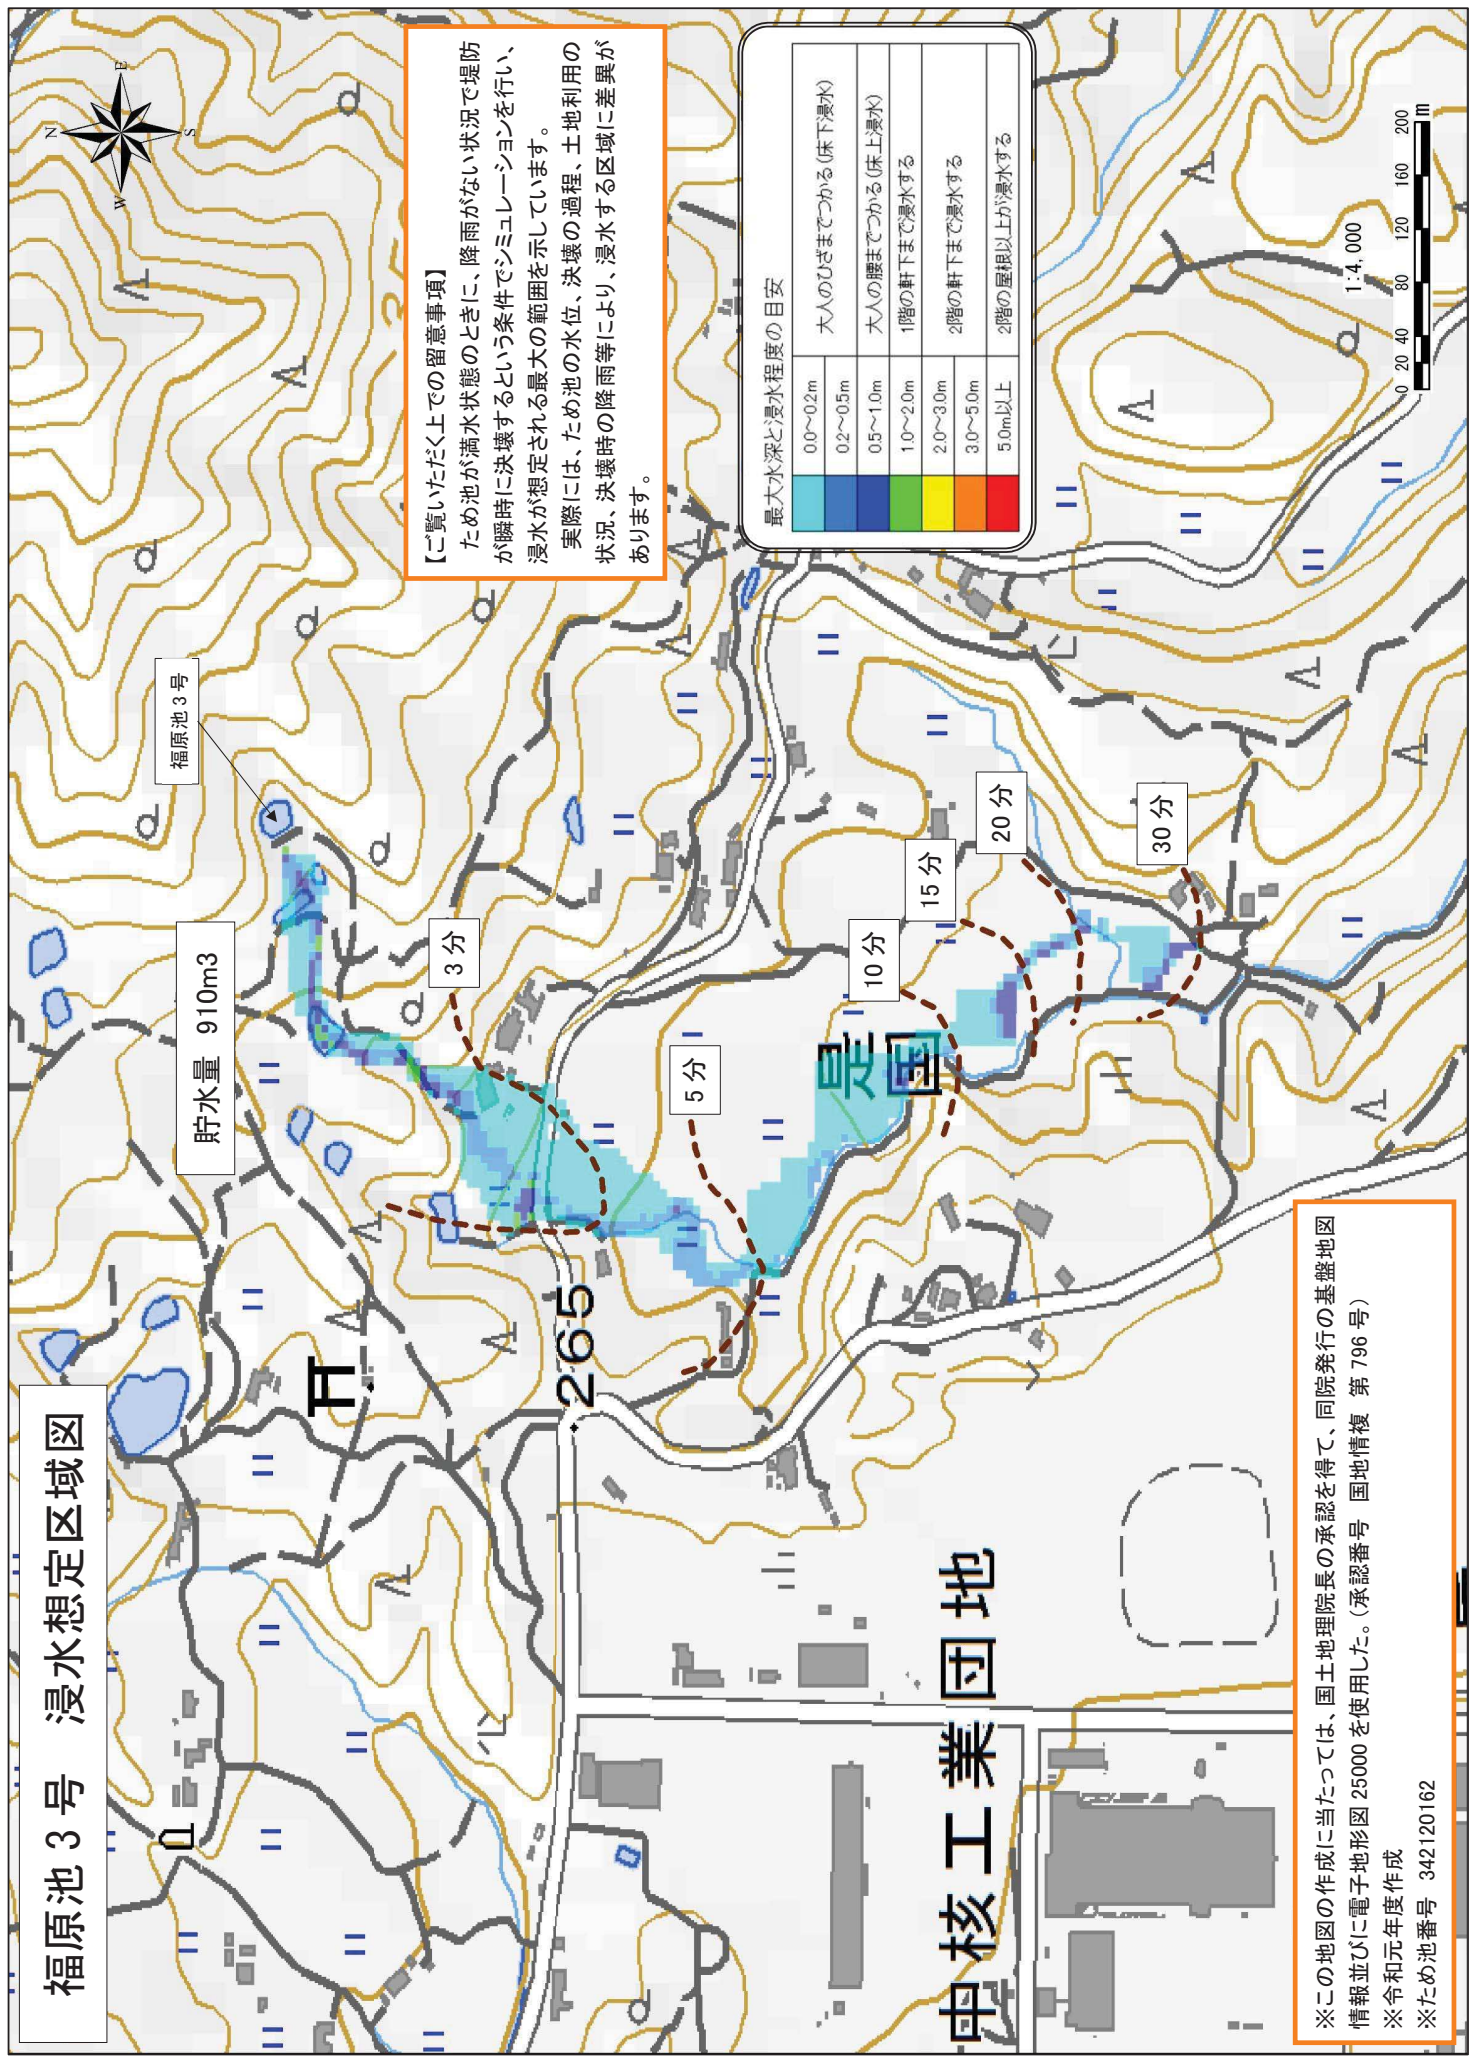 福原池3号 浸水想定区域図
貯水量 910m3
福原池3号
N
E
S
W
【ご覧いただく上での留意事項】
ため池が満水状態のときに、降雨がない状況で堤防
が瞬時に決壊するという条件でシミュレーションを行い、
浸水が想定される最大の範囲を示しています。
実際には、ため池の水位、決壊の過程、土地利用の
状況、決壊時の降雨等により、浸水する区域に差異が
あります。
最大水深と浸水程度の目安
0.0～0.2m
大人のひざまでつかる(床下浸水)
0.2～0.5m
0.5～1.0m 大人の腰までつかる(床上浸水)
1.0～2.0m 1階の軒下まで浸水する
2.0～3.0m
2階の軒下まで浸水する
3.0～5.0m
5.0m以上 2階の屋根以上が浸水する
3分
5分
10分
15分
20分
30分
265
是国
中核工業団地
1:4,000
0 20 40 80 120 160 200
m
※この地図の作成に当たっては、国土地理院長の承認を得て、同院発行の基盤地図
情報並びに電子地形図25000を使用した。(承認番号 国地情複 第796号)
※令和元年度作成
※ため池番号 342120162